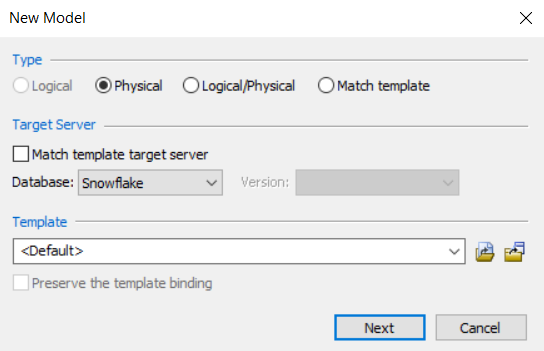 New Model
Type
Logical Physical Logical/Physical Match template
Target Server
Match template target server
Database: Snowflake Version:
Template
<Default>
Preserve the template binding
Next Cancel